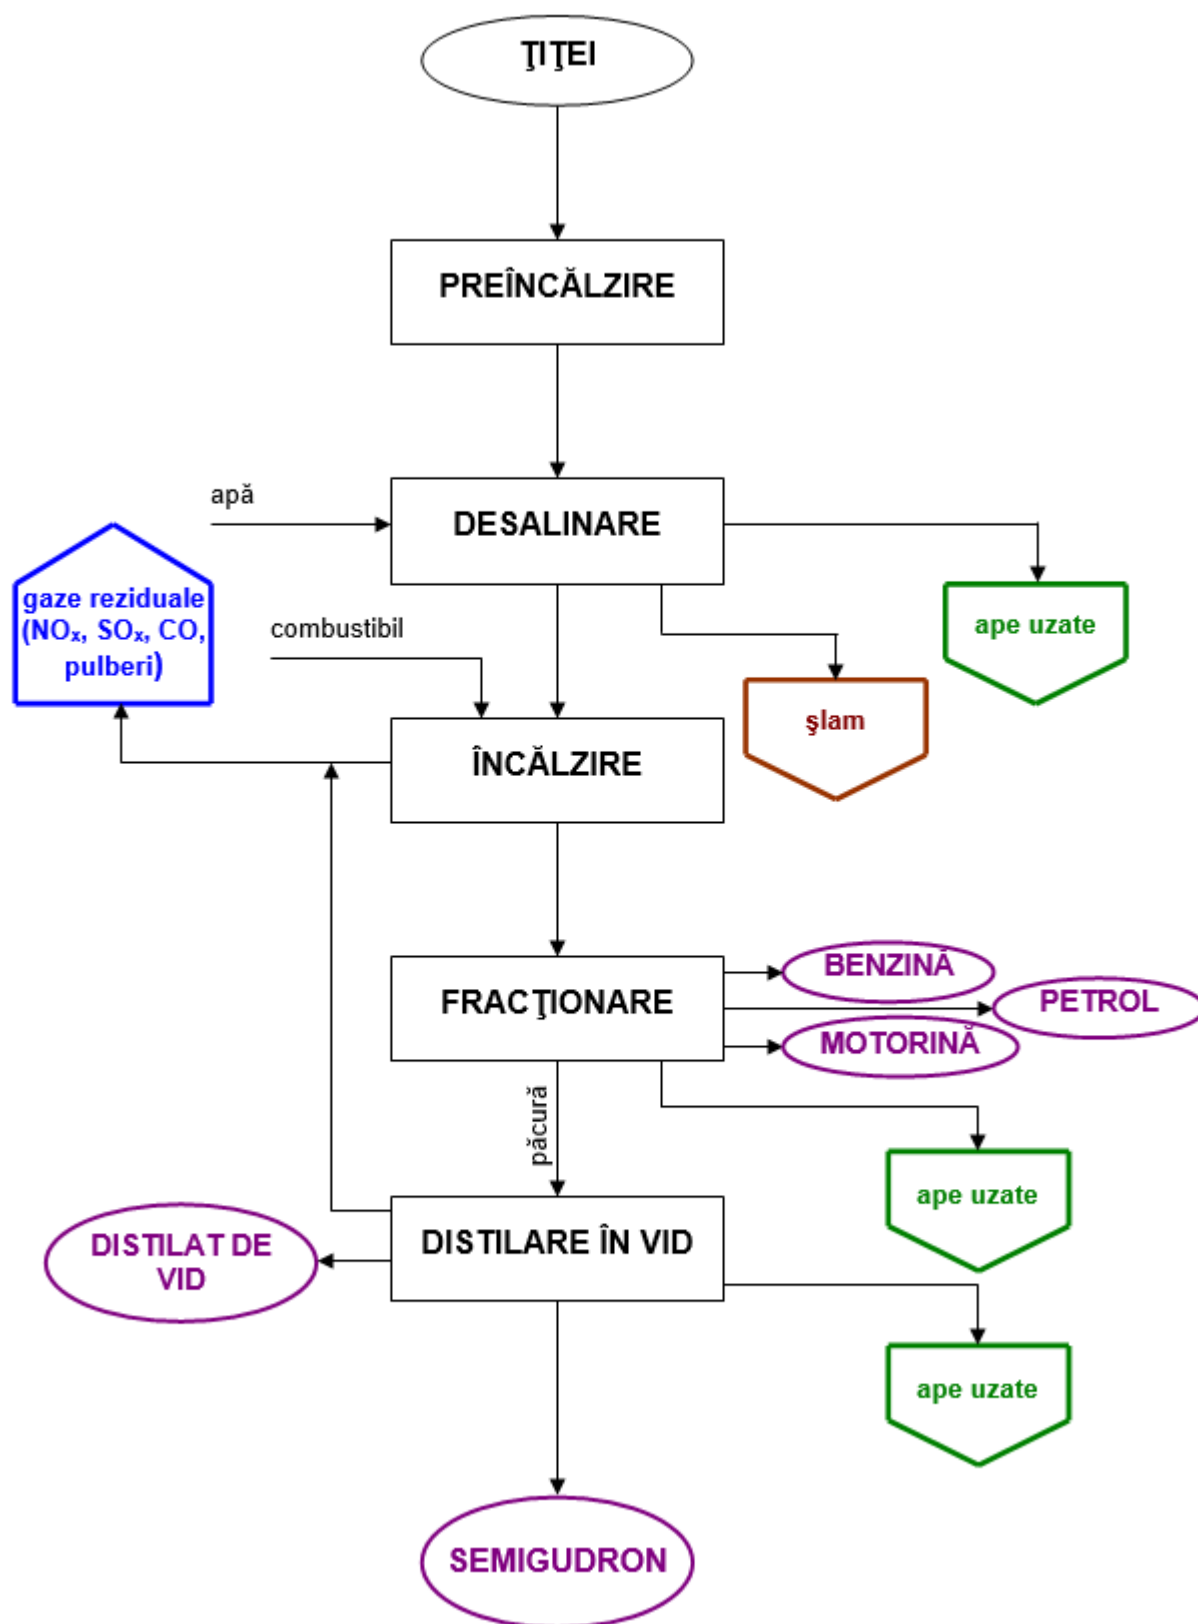 ŢIŢEI
PREÎNCĂLZIRE
apă
DESALINARE
gaze reziduale
(NOₓ, SOₓ, CO,
pulberi)
ape uzate
combustibil
şlam
ÎNCĂLZIRE
BENZINĂ
FRACŢIONARE
PETROL
MOTORINĂ
păcură
ape uzate
DISTILAT DE
VID
DISTILARE ÎN VID
ape uzate
SEMIGUDRON